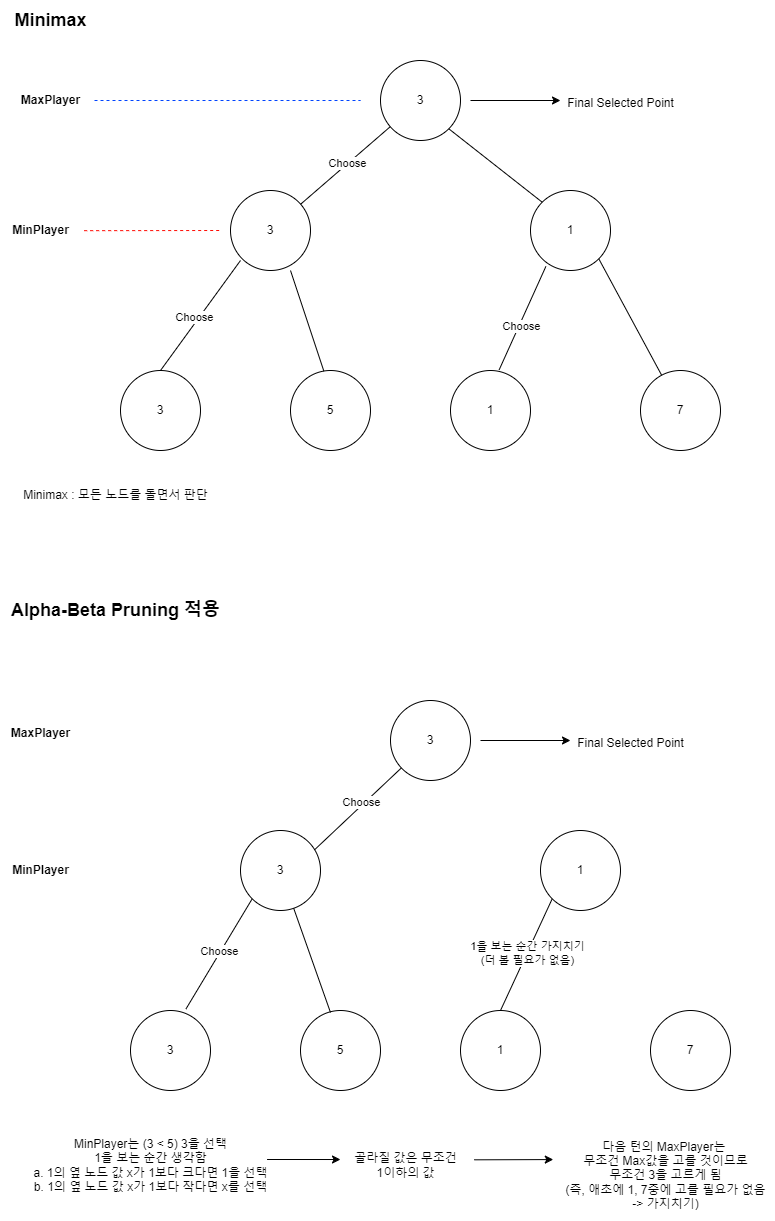 Minimax
MaxPlayer
3
Final Selected Point
Choose
MinPlayer
3
1
Choose
Choose
3
5
1
7
Minimax : 모든 노드를 돌면서 판단
Alpha-Beta Pruning 적용
MaxPlayer
3
Final Selected Point
Choose
MinPlayer
3
1
Choose
1을 보는 순간 가지치기
(더 볼 필요가 없음)
3
5
1
7
MinPlayer는 (3 < 5) 3을 선택
1을 보는 순간 생각함
a. 1의 옆 노드 값 x가 1보다 크다면 1을 선택
b. 1의 옆 노드 값 x가 1보다 작다면 x를 선택
골라질 값은 무조건
1이하의 값
다음 턴의 MaxPlayer는
무조건 Max값을 고를 것이므로
무조건 3을 고르게 됨
(즉, 애초에 1, 7중에 고를 필요가 없음
-> 가지치기)